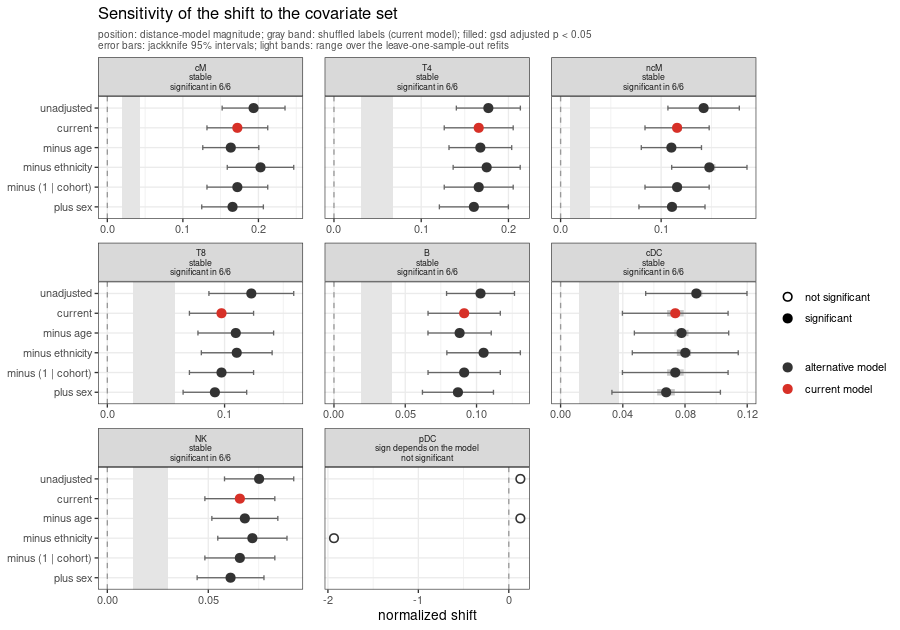 Sensitivity of the shift to the covariate set
position: distance-model magnitude; gray band: shuffled labels (current model); filled: gsd adjusted p < 0.05
error bars: jackknife 95% intervals; light bands: range over the leave-one-sample-out refits
cM
stable
significant in 6/6
T4
stable
significant in 6/6
ncM
stable
significant in 6/6
unadjusted
current
minus age
minus ethnicity
minus (1 | cohort)
plus sex
0.0 0.1 0.2
0.1 0.2
0.0 0.1
T8
stable
significant in 6/6
B
stable
significant in 6/6
cDC
stable
significant in 6/6
unadjusted
current
minus age
minus ethnicity
minus (1 | cohort)
plus sex
0.0 0.1
0.00 0.05 0.10
0.00 0.04 0.08 0.12
NK
stable
significant in 6/6
pDC
sign depends on the model
not significant
unadjusted
current
minus age
minus ethnicity
minus (1 | cohort)
plus sex
0.00 0.05
-2 -1 0
normalized shift
not significant
significant
alternative model
current model